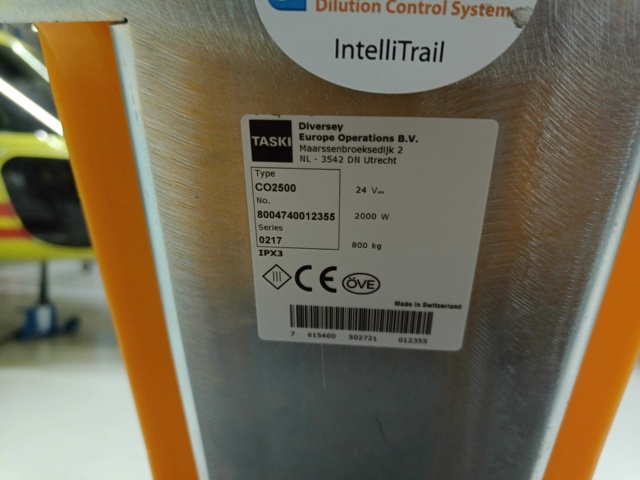 Dilution Control System
IntelliTrail
TASKI
Diversey
Europe Operations B.V.
Maarssenbroeksedijk 2
NL - 3542 DN Utrecht
Type
CO2500
24 V
No.
8004740012355
2000 W
Series
0217
800 kg
IPX3
III
CE
ÖVE
Made in Switzerland
7 615400 502721 012355